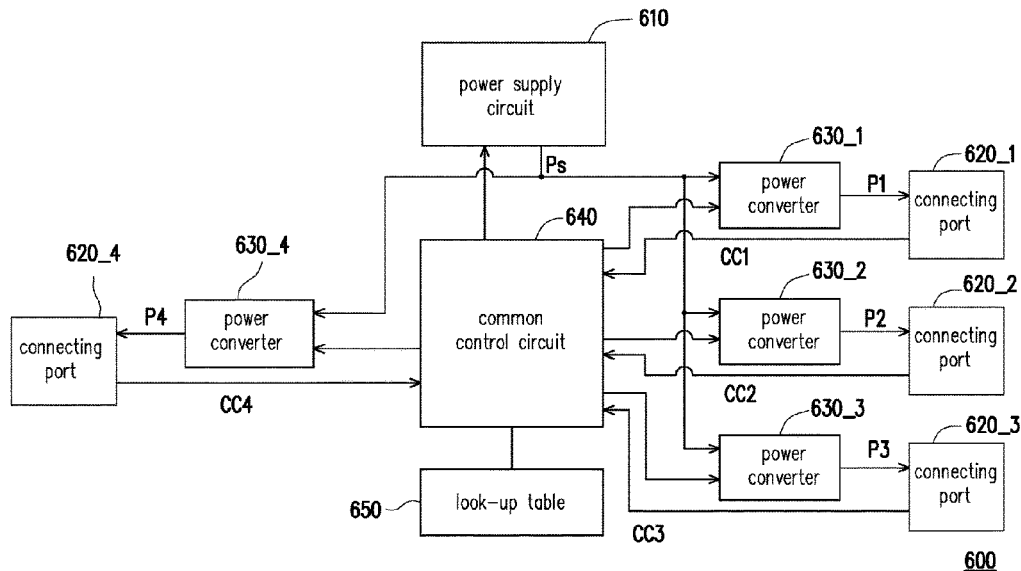 610
power supply
circuit
Ps
630_1
power
converter
P1
620_1
connecting
port
CC1
640
common
control circuit
620_4
connecting
port
P4
630_4
power
converter
CC4
630_2
power
converter
P2
620_2
connecting
port
CC2
630_3
power
converter
P3
620_3
connecting
port
CC3
650
look-up table
600